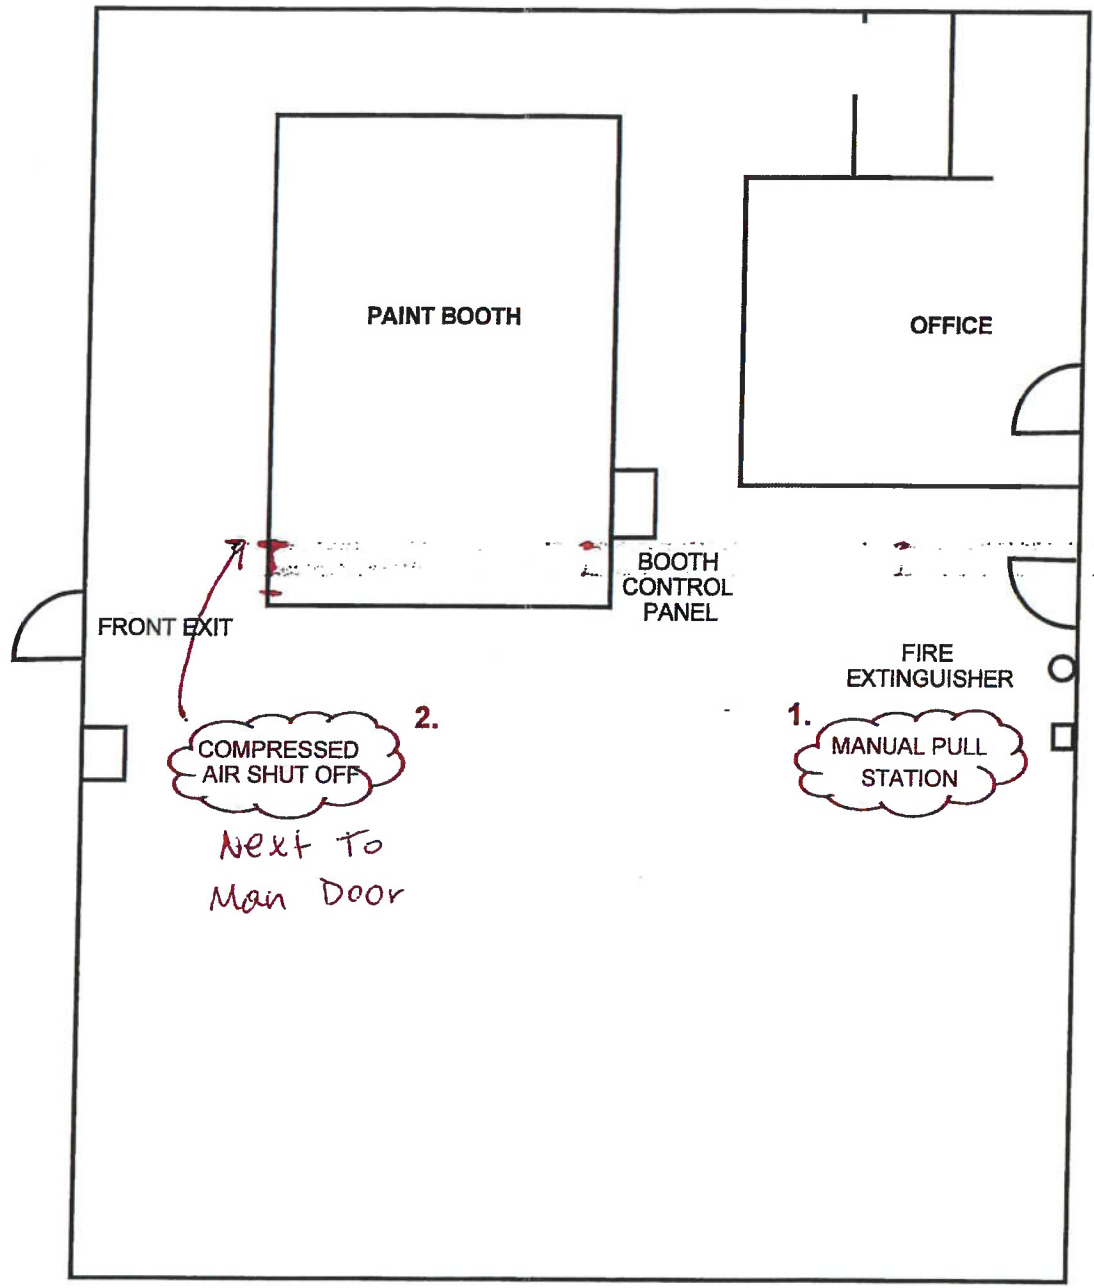 PAINT BOOTH
OFFICE
BOOTH
CONTROL
PANEL
FRONT EXIT
FIRE
EXTINGUISHER
2.
COMPRESSED
AIR SHUT OFF
1.
MANUAL PULL
STATION
Next To
Man Door